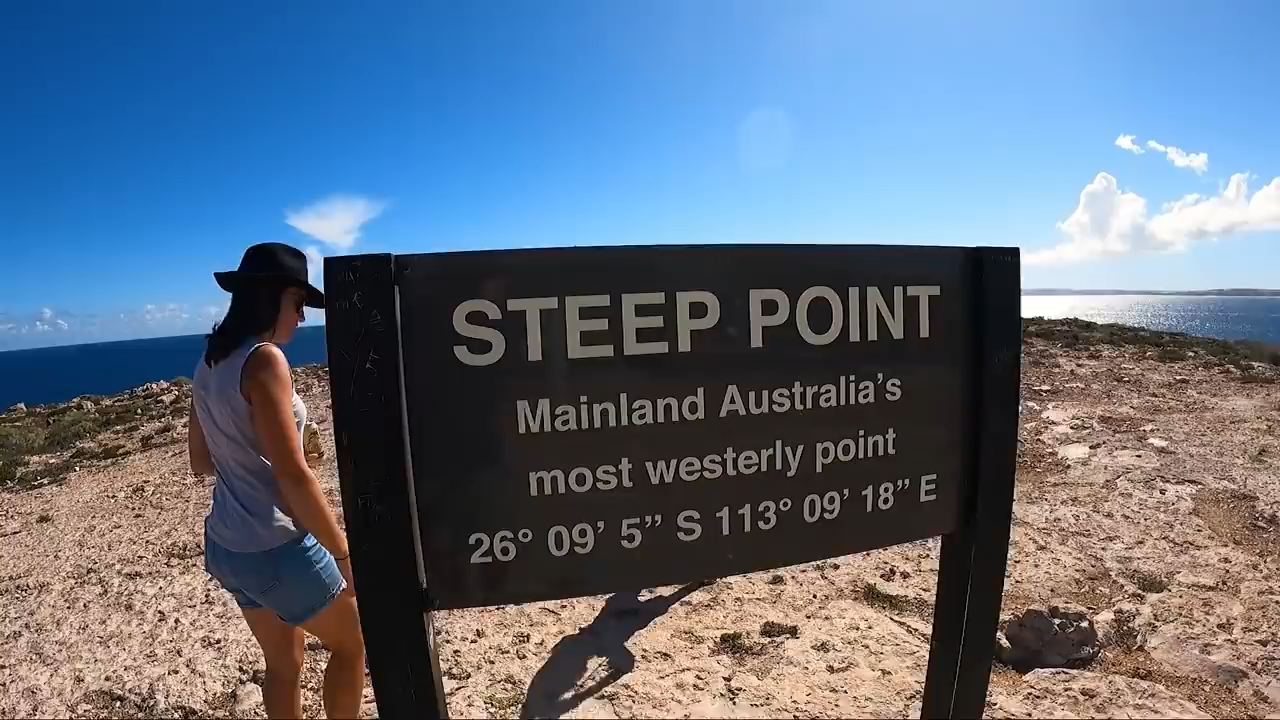 STEEP POINT
Mainland Australia’s
most westerly point
26° 09’ 5” S 113° 09’ 18” E